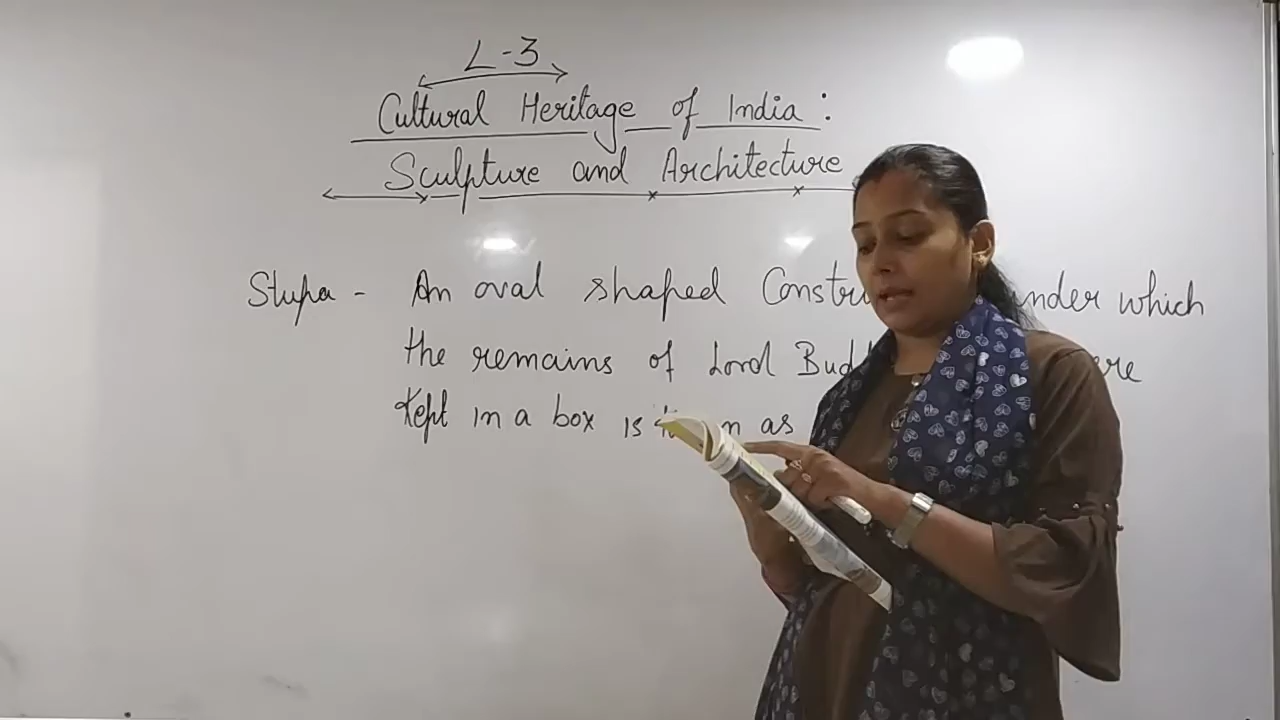 L-3
Cultural Heritage of India :
Sculpture and Architecture
Stupa - An oval shaped Constru under which
the remains of Lord Budd ere
Kept in a box is as